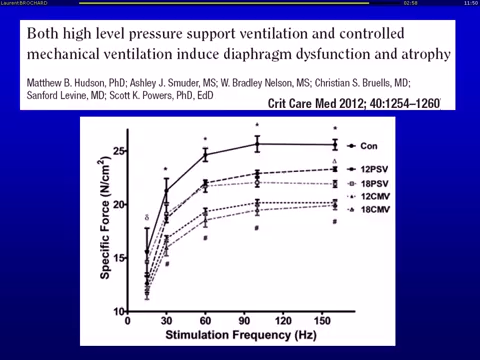 Laurent BROCHARD 02:58 11:50
Both high level pressure support ventilation and controlled
mechanical ventilation induce diaphragm dysfunction and atrophy
Matthew B. Hudson, PhD; Ashley J. Smuder, MS; W. Bradley Nelson, MS; Christian S. Bruells, MD;
Sanford Levine, MD; Scott K. Powers, PhD, EdD
Crit Care Med 2012; 40:1254–1260
Specific Force (N/cm²)
25
20
15
10
0 30 60 90 120 150
Stimulation Frequency (Hz)
* * * * 
δ Δ
# # # # #
Con
12PSV
18PSV
12CMV
18CMV